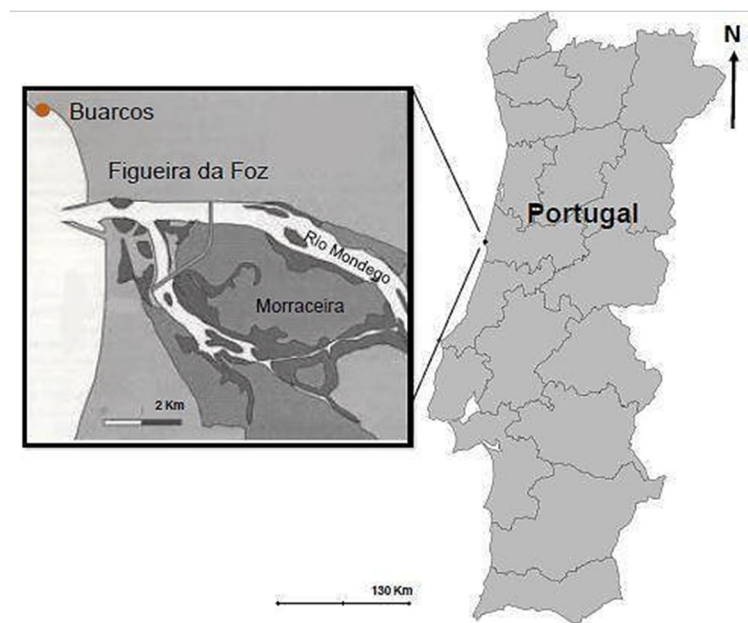 N
Buarcos
Figueira da Foz
Portugal
Rio Mondego
Morraceira
2 Km
130 Km